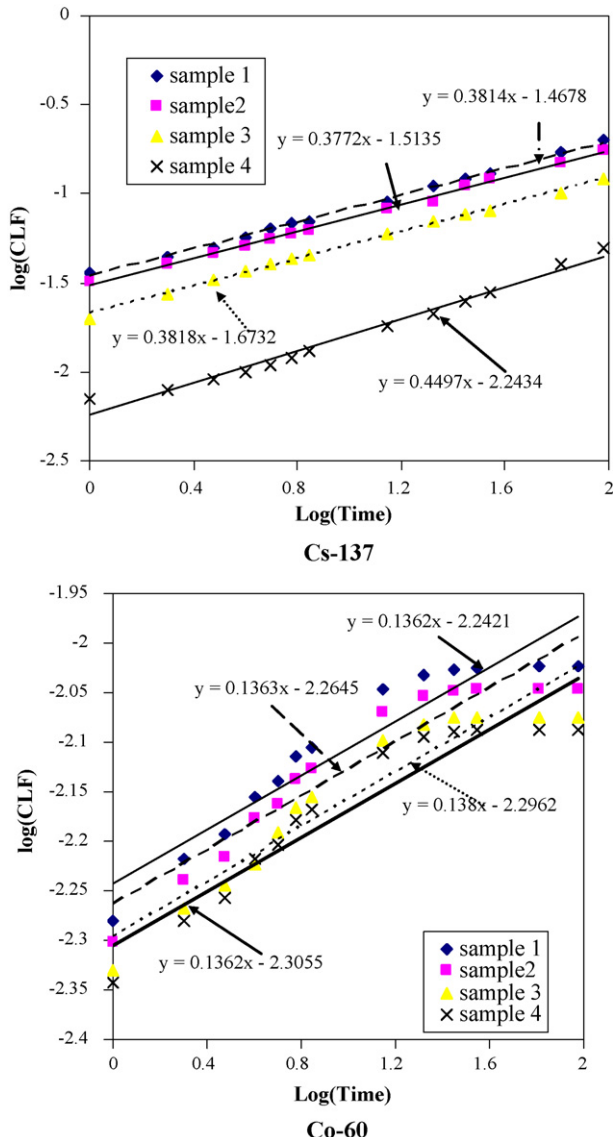 0
sample 1
sample2
sample 3
sample 4
y = 0.3814x - 1.4678
y = 0.3772x - 1.5135
-0.5
-1
log(CLF)
-1.5
y = 0.3818x - 1.6732
-2
y = 0.4497x - 2.2434
-2.5
0 0.4 0.8 1.2 1.6 2
Log(Time)
Cs-137
-1.95
y = 0.1362x - 2.2421
-2
y = 0.1363x - 2.2645
-2.05
-2.1
log(CLF)
-2.15
y = 0.138x- 2.2962
-2.2
-2.25
y = 0.1362x - 2.3055
-2.3
sample 1
sample2
sample 3
sample 4
-2.35
-2.4
0 0.4 0.8 1.2 1.6 2
Log(Time)
Co-60